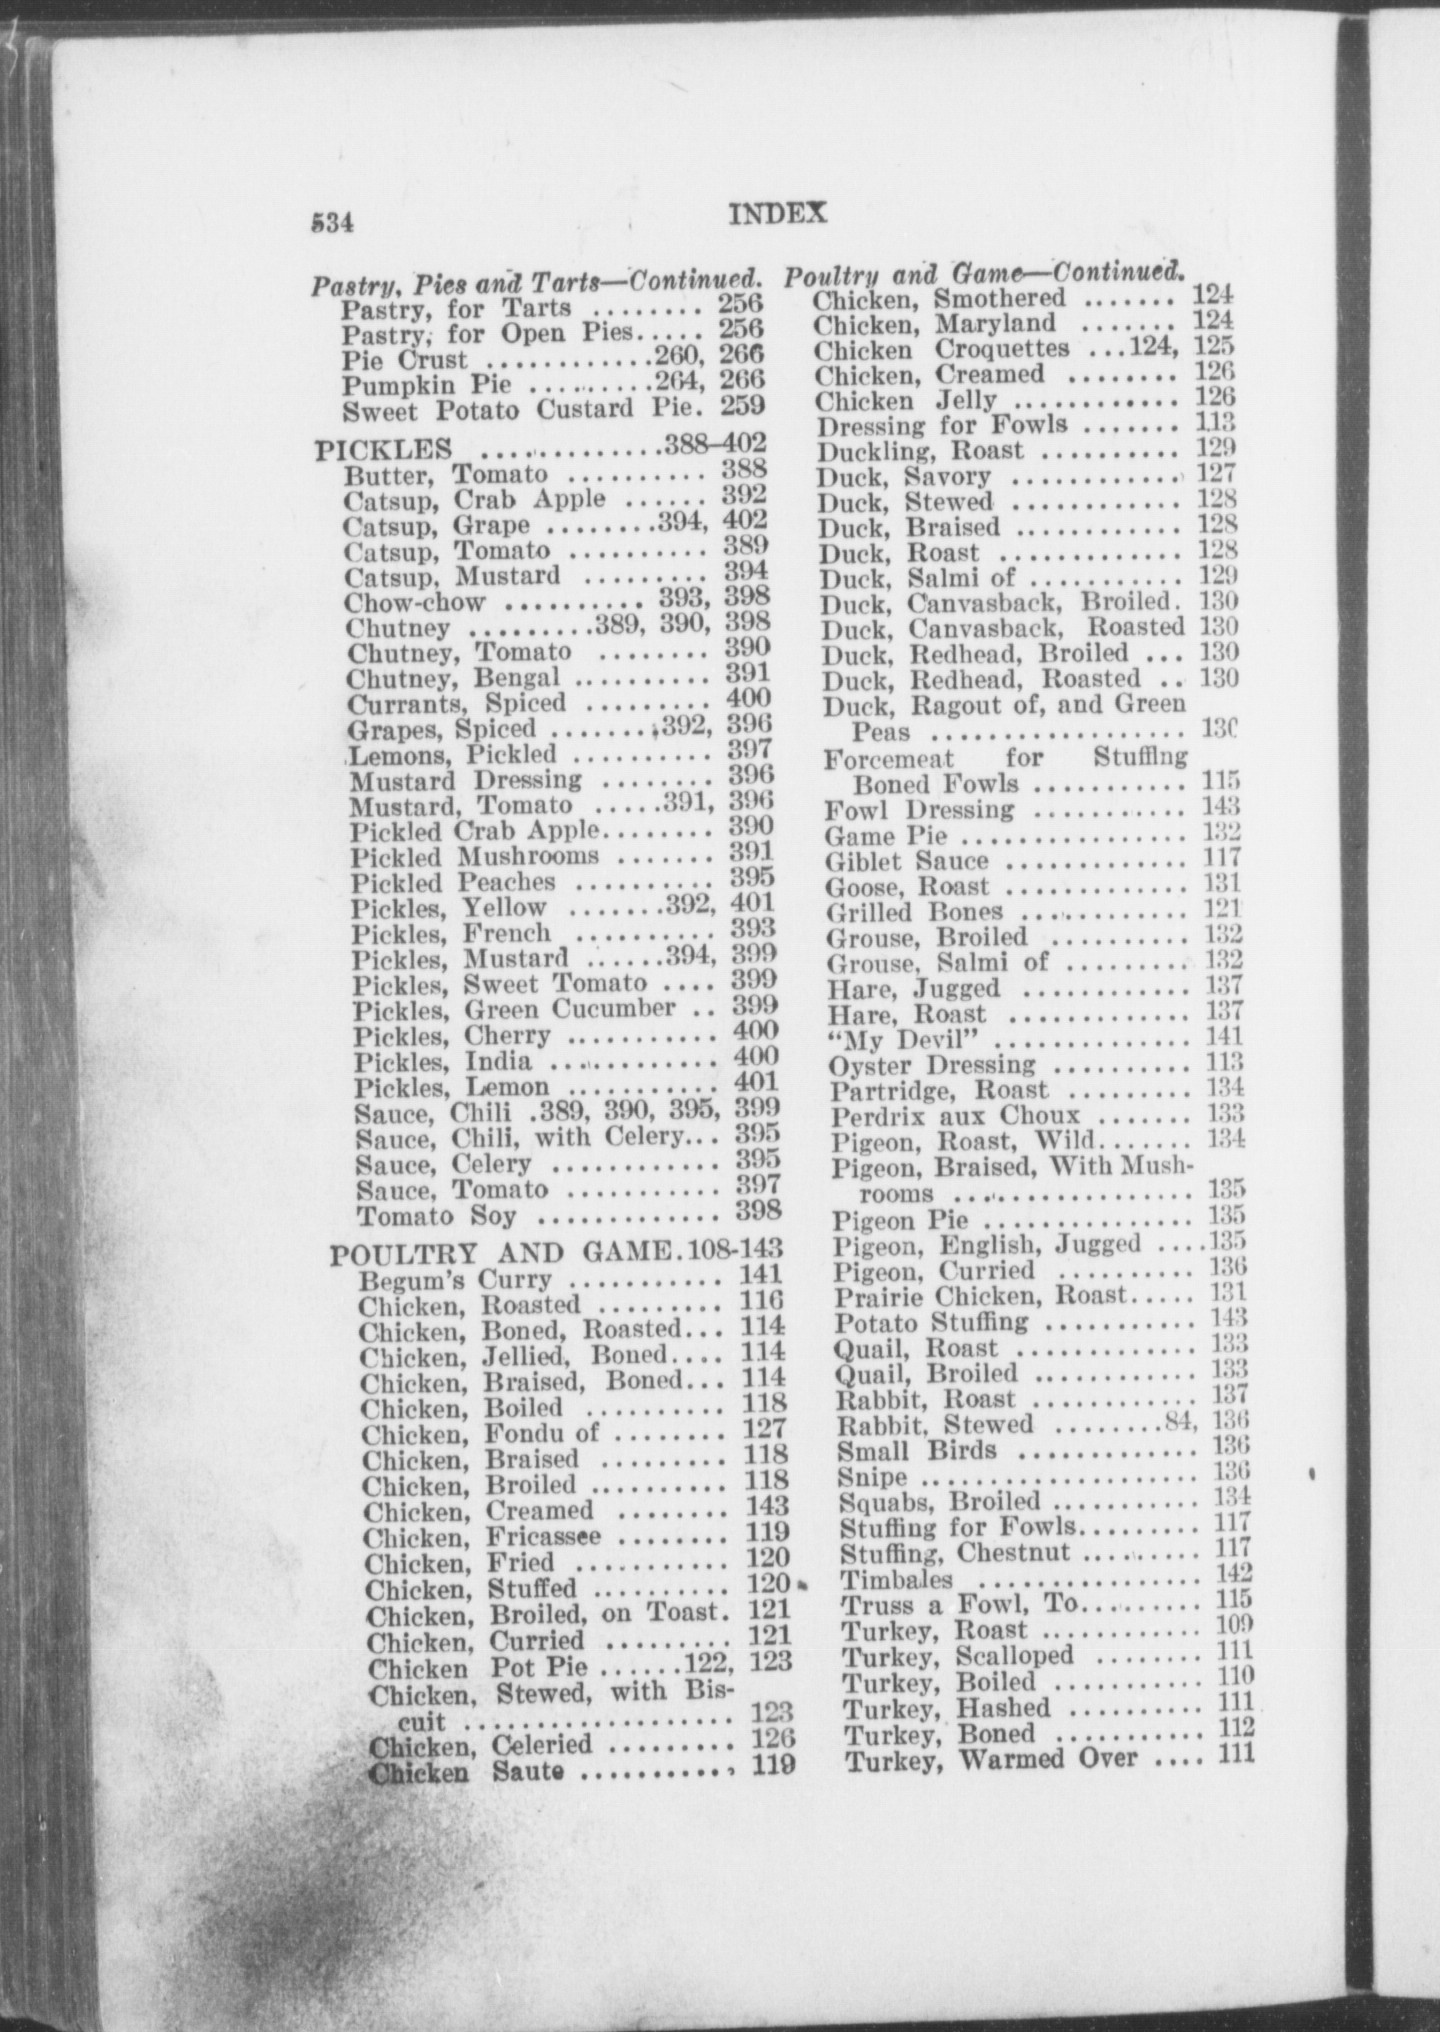 534
INDEX
Pastry, Pies and Tarts—Continued.
Pastry, for Tarts ........ 256
Pastry, for Open Pies..... 256
Pie Crust ............260, 266
Pumpkin Pie .........264, 266
Sweet Potato Custard Pie. 259
PICKLES .............388–402
Butter, Tomato .......... 388
Catsup, Crab Apple ...... 392
Catsup, Grape ........394, 402
Catsup, Tomato .......... 389
Catsup, Mustard ......... 394
Chow-chow .......... 393, 398
Chutney .........389, 390, 398
Chutney, Tomato ........ 390
Chutney, Bengal .......... 391
Currants, Spiced ......... 400
Grapes, Spiced ........392, 396
Lemons, Pickled .......... 397
Mustard Dressing ........ 396
Mustard, Tomato .....391, 396
Pickled Crab Apple........ 390
Pickled Mushrooms ....... 391
Pickled Peaches .......... 395
Pickles, Yellow .......392, 401
Pickles, French .......... 393
Pickles, Mustard ......394, 399
Pickles, Sweet Tomato .... 399
Pickles, Green Cucumber .. 399
Pickles, Cherry ........... 400
Pickles, India ............ 400
Pickles, Lemon ........... 401
Sauce, Chili .389, 390, 395, 399
Sauce, Chili, with Celery... 395
Sauce, Celery ............ 395
Sauce, Tomato ........... 397
Tomato Soy ............. 398
POULTRY AND GAME.108-143
Begum's Curry ........... 141
Chicken, Roasted ......... 116
Chicken, Boned, Roasted... 114
Chicken, Jellied, Boned.... 114
Chicken, Braised, Boned... 114
Chicken, Boiled .......... 118
Chicken, Fondu of ........ 127
Chicken, Braised ......... 118
Chicken, Broiled .......... 118
Chicken, Creamed ........ 143
Chicken, Fricassee ........ 119
Chicken, Fried ........... 120
Chicken, Stuffed .......... 120
Chicken, Broiled, on Toast. 121
Chicken, Curried ......... 121
Chicken Pot Pie ......122, 123
Chicken, Stewed, with Bis-
cuit ................... 123
Chicken, Celeried ......... 126
Chicken Saute ........... 119
Poultry and Game—Continued.
Chicken, Smothered ....... 124
Chicken, Maryland ....... 124
Chicken Croquettes ...124, 125
Chicken, Creamed ........ 126
Chicken Jelly ............ 126
Dressing for Fowls ....... 113
Duckling, Roast .......... 129
Duck, Savory ............ 127
Duck, Stewed ............ 128
Duck, Braised ............ 128
Duck, Roast ............. 128
Duck, Salmi of ........... 129
Duck, Canvasback, Broiled. 130
Duck, Canvasback, Roasted 130
Duck, Redhead, Broiled ... 130
Duck, Redhead, Roasted .. 130
Duck, Ragout of, and Green
Peas .................. 130
Forcemeat for Stuffing
Boned Fowls ........... 115
Fowl Dressing ........... 143
Game Pie ................ 132
Giblet Sauce ............. 117
Goose, Roast ............. 131
Grilled Bones ............ 121
Grouse, Broiled .......... 132
Grouse, Salmi of ......... 132
Hare, Jugged ............ 137
Hare, Roast ............. 137
“My Devil” .............. 141
Oyster Dressing .......... 113
Partridge, Roast ......... 134
Perdrix aux Choux ....... 133
Pigeon, Roast, Wild....... 134
Pigeon, Braised, With Mush-
rooms ................. 135
Pigeon Pie ............... 135
Pigeon, English, Jugged ....135
Pigeon, Curried .......... 136
Prairie Chicken, Roast..... 131
Potato Stuffing ........... 143
Quail, Roast ............. 133
Quail, Broiled ............ 133
Rabbit, Roast ............ 137
Rabbit, Stewed ........84, 136
Small Birds ............. 136
Snipe .................... 136
Squabs, Broiled ........... 134
Stuffing for Fowls......... 117
Stuffing, Chestnut ......... 117
Timbales ................ 142
Truss a Fowl, To......... 115
Turkey, Roast ............ 109
Turkey, Scalloped ........ 111
Turkey, Boiled ........... 110
Turkey, Hashed .......... 111
Turkey, Boned ........... 112
Turkey, Warmed Over .... 111